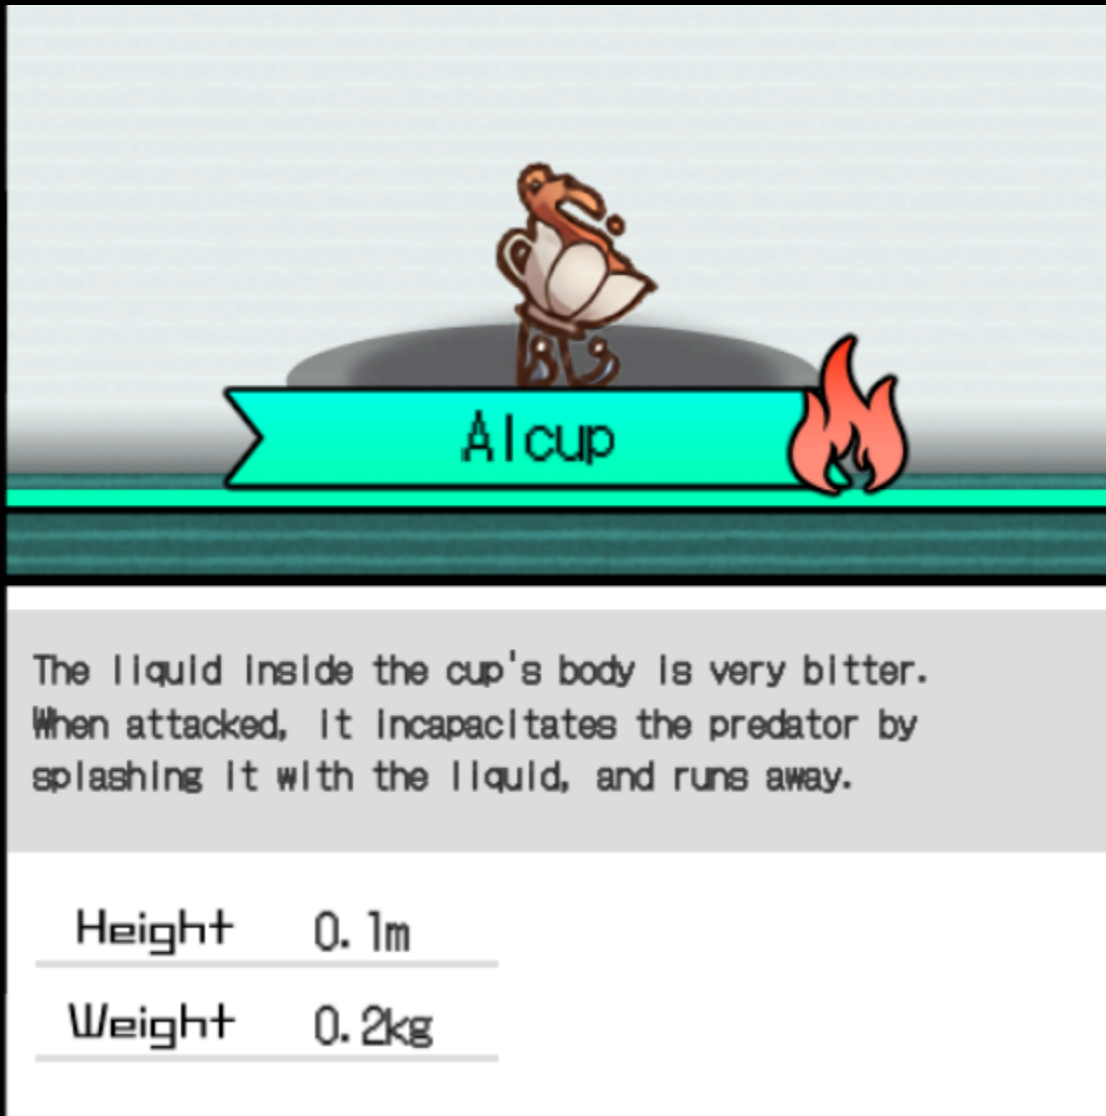 Alcup
The liquid inside the cup's body is very bitter.
When attacked, it incapacitates the predator by
splashing it with the liquid, and runs away.
Height 0.1m
Weight 0.2kg